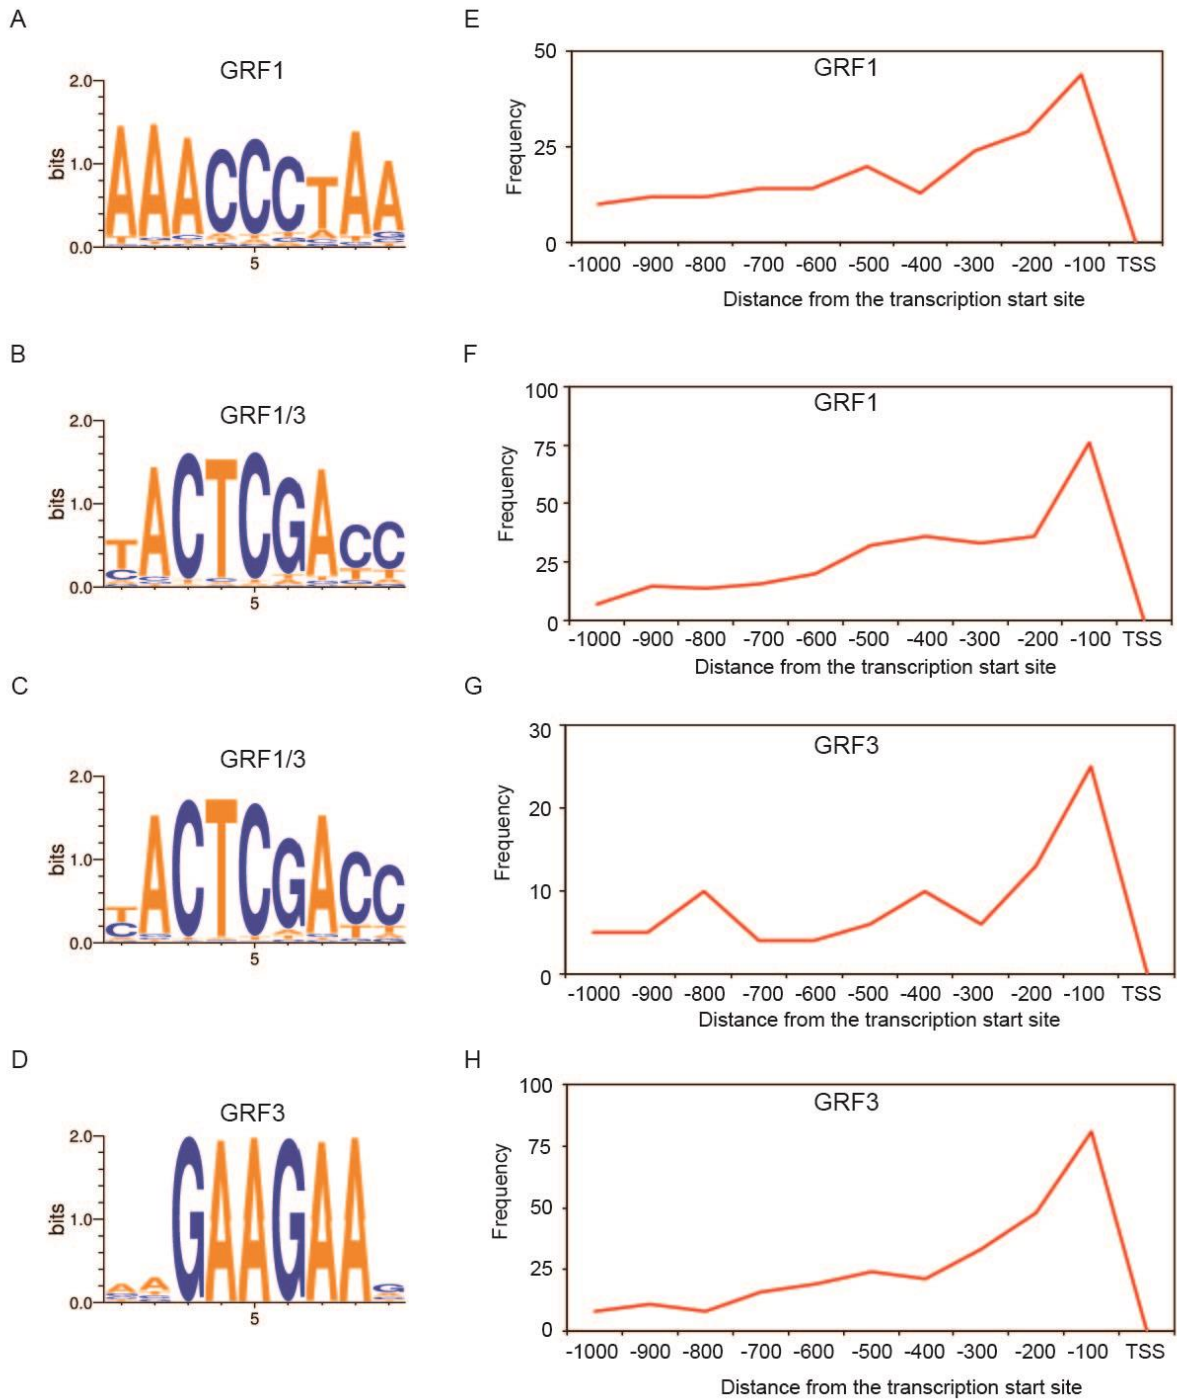 A
GRF1
2.0
bits
1.0
0.0
AAACCCTAA
5
E
50
GRF1
Frequency
25
0
-1000 -900 -800 -700 -600 -500 -400 -300 -200 -100 TSS
Distance from the transcription start site
B
GRF1/3
2.0
bits
1.0
0.0
TACTCGACC
5
F
100
GRF1
75
Frequency
50
25
0
-1000 -900 -800 -700 -600 -500 -400 -300 -200 -100 TSS
Distance from the transcription start site
C
GRF1/3
2.0
bits
1.0
0.0
TACTCGACC
5
G
30
GRF3
20
Frequency
10
0
-1000 -900 -800 -700 -600 -500 -400 -300 -200 -100 TSS
Distance from the transcription start site
D
GRF3
2.0
bits
1.0
0.0
AAGAAGAAG
5
H
100
GRF3
75
Frequency
50
25
0
-1000 -900 -800 -700 -600 -500 -400 -300 -200 -100 TSS
Distance from the transcription start site